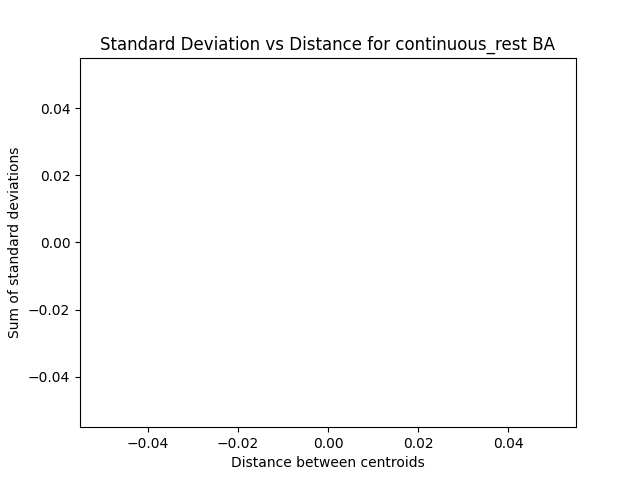 Standard Deviation vs Distance for continuous_rest BA
Sum of standard deviations
0.04
0.02
0.00
−0.02
−0.04
−0.04 −0.02 0.00 0.02 0.04
Distance between centroids